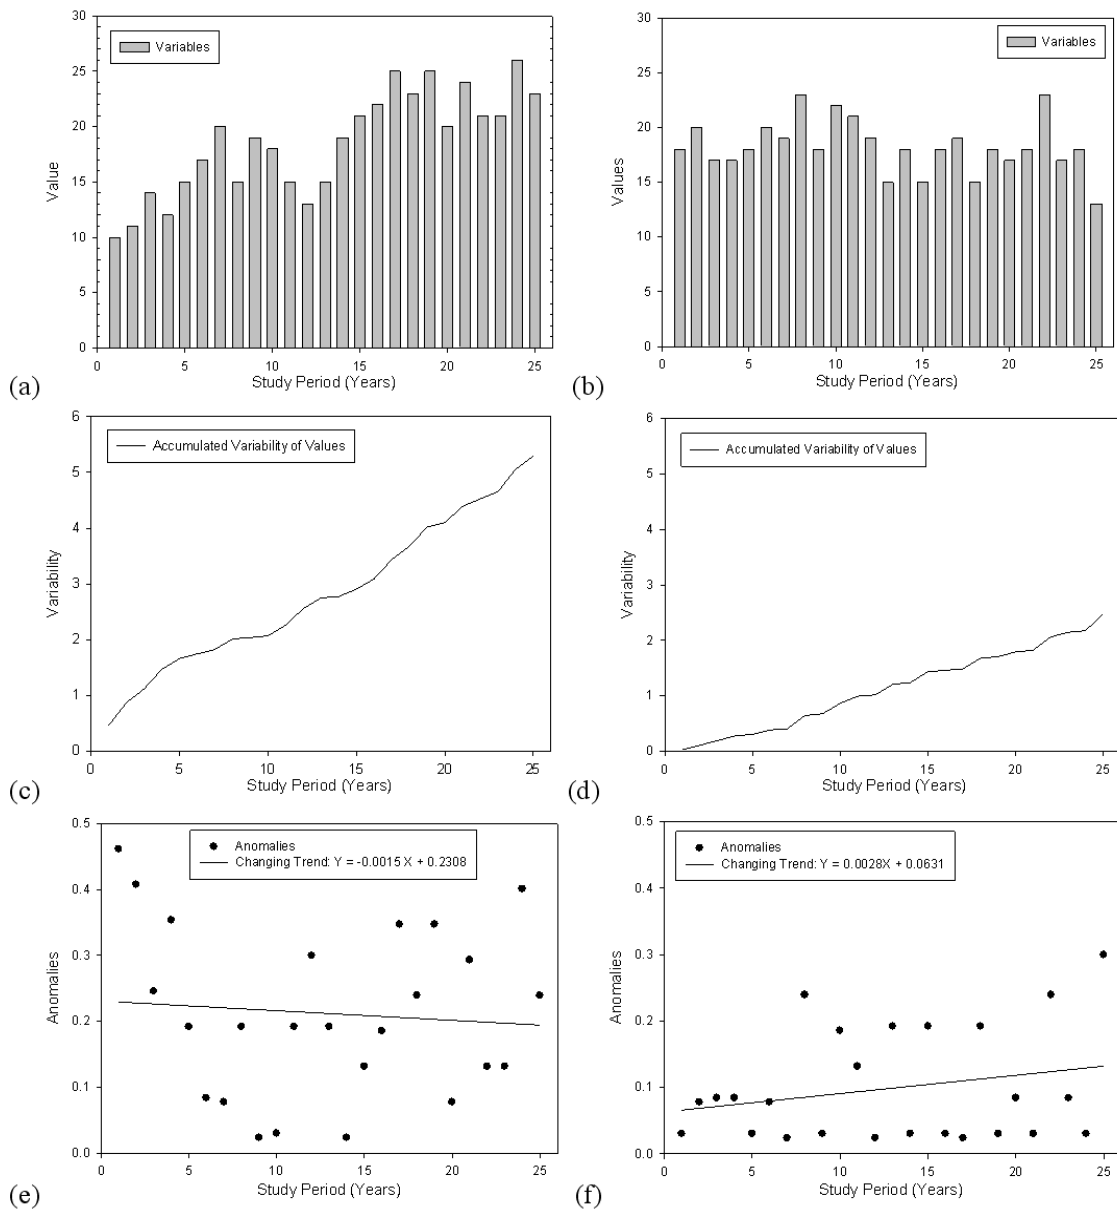 30
25
20
15
10
5
0
Value
Variables
0 5 10 15 20 25
Study Period (Years)
(a)
30
25
20
15
10
5
0
Values
Variables
0 5 10 15 20 25
Study Period (Years)
(b)
6
5
4
3
2
1
0
Variability
Accumulated Variability of Values
0 5 10 15 20 25
Study Period (Years)
(c)
6
5
4
3
2
1
0
Variability
Accumulated Variability of Values
0 5 10 15 20 25
Study Period (Years)
(d)
0.5
0.4
0.3
0.2
0.1
0.0
Anomalies
Anomalies
Changing Trend: Y = -0.0015 X + 0.2308
0 5 10 15 20 25
Study Period (Years)
(e)
0.5
0.4
0.3
0.2
0.1
0.0
Anomalies
Anomalies
Changing Trend: Y = 0.0028X + 0.0631
0 5 10 15 20 25
Study Period (Years)
(f)